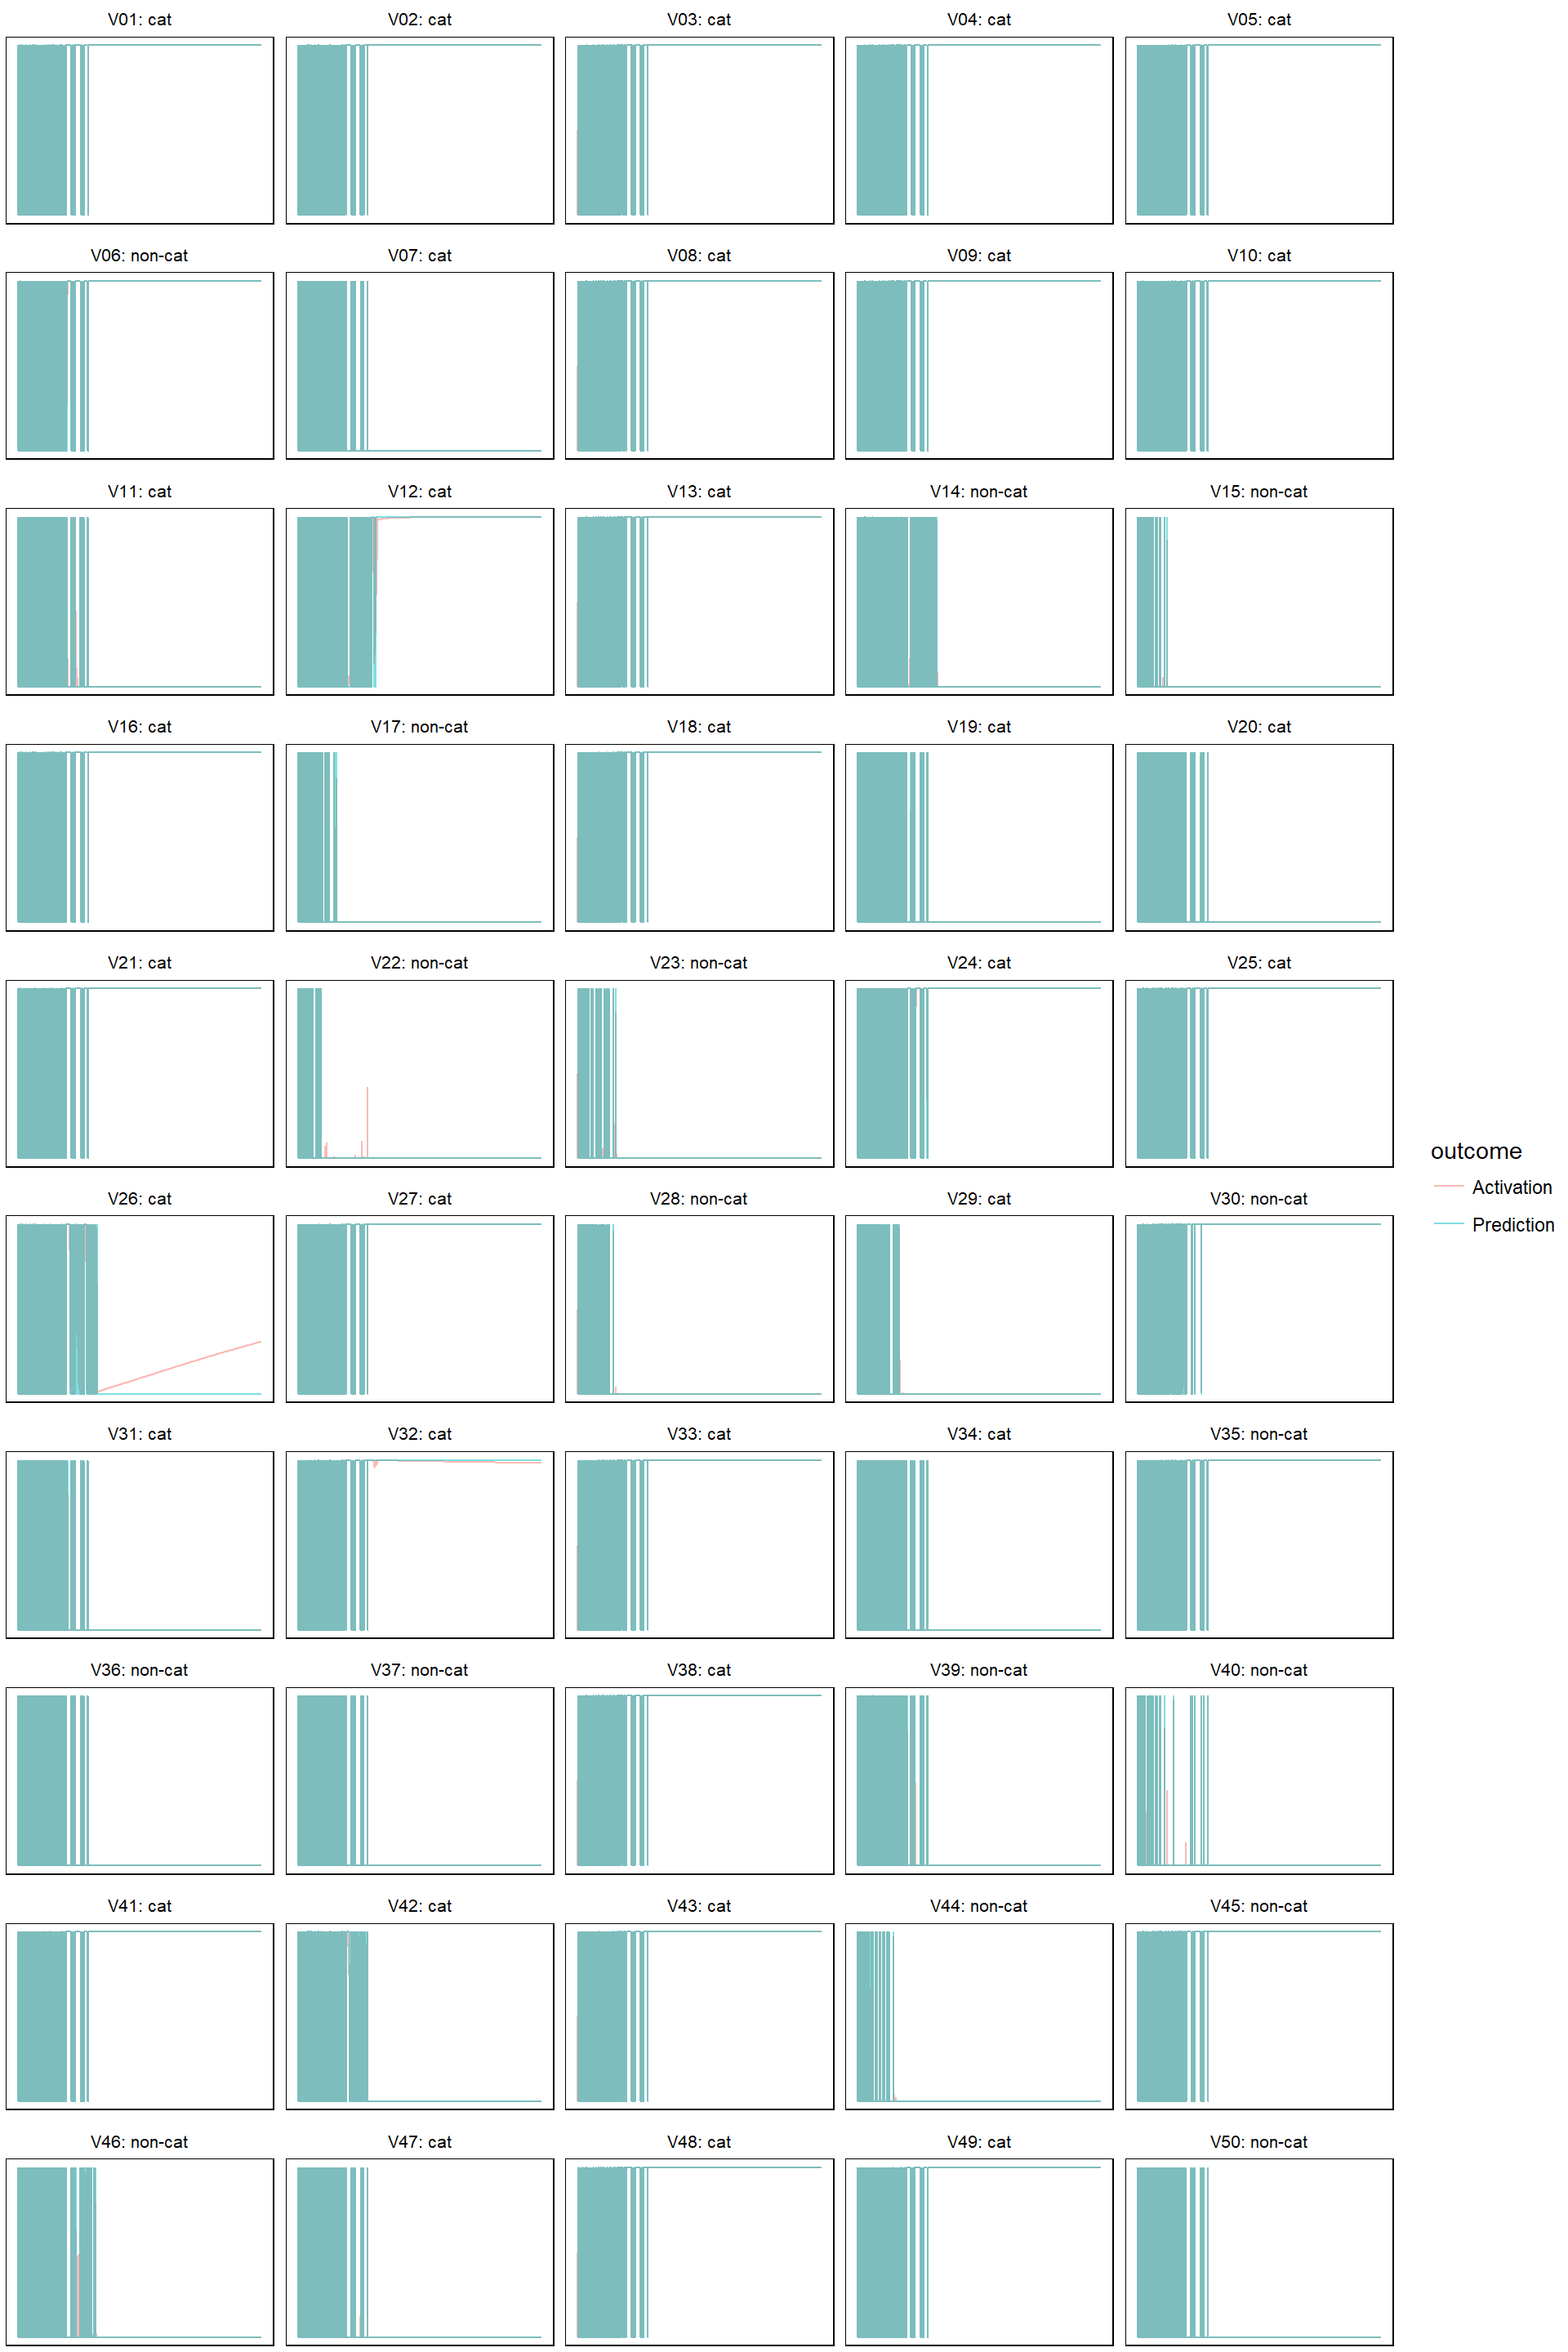 V01: cat
V02: cat
V03: cat
V04: cat
V05: cat
V06: non-cat
V07: cat
V08: cat
V09: cat
V10: cat
V11: cat
V12: cat
V13: cat
V14: non-cat
V15: non-cat
V16: cat
V17: non-cat
V18: cat
V19: cat
V20: cat
V21: cat
V22: non-cat
V23: non-cat
V24: cat
V25: cat
V26: cat
V27: cat
V28: non-cat
V29: cat
V30: non-cat
V31: cat
V32: cat
V33: cat
V34: cat
V35: non-cat
V36: non-cat
V37: non-cat
V38: cat
V39: non-cat
V40: non-cat
V41: cat
V42: cat
V43: cat
V44: non-cat
V45: non-cat
V46: non-cat
V47: cat
V48: cat
V49: cat
V50: non-cat
outcome
Activation
Prediction